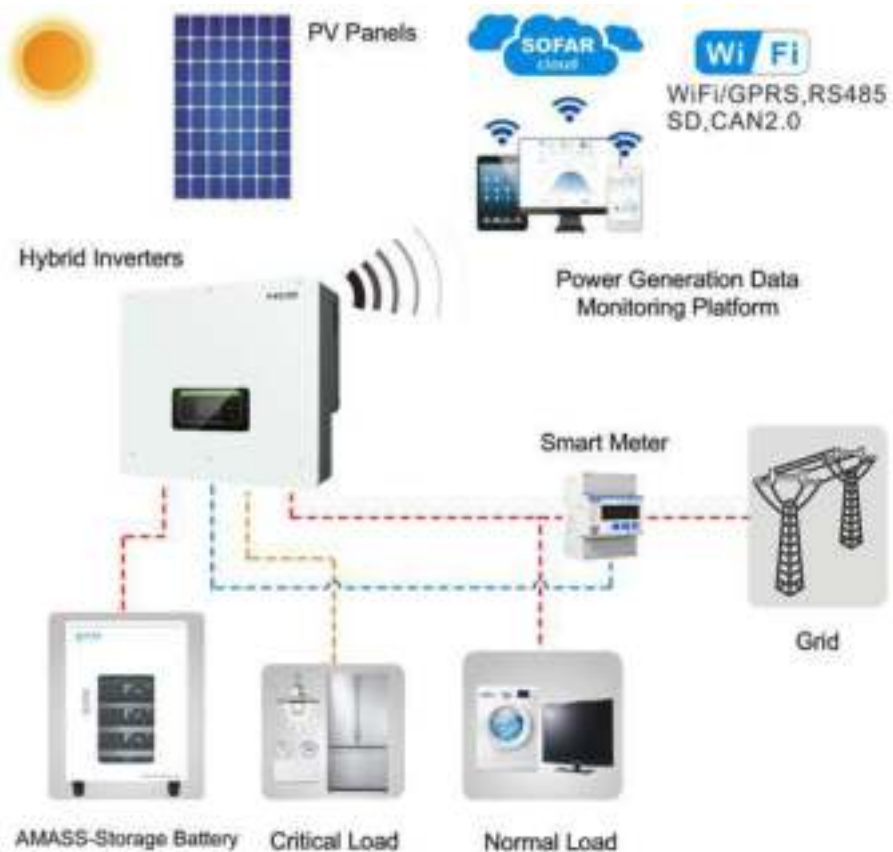 PV Panels
SOFAR
cloud
Wi Fi
WiFi/GPRS,RS485
SD,CAN2.0
Hybrid Inverters
Power Generation Data
Monitoring Platform
Smart Meter
Grid
AMASS-Storage Battery
Critical Load
Normal Load